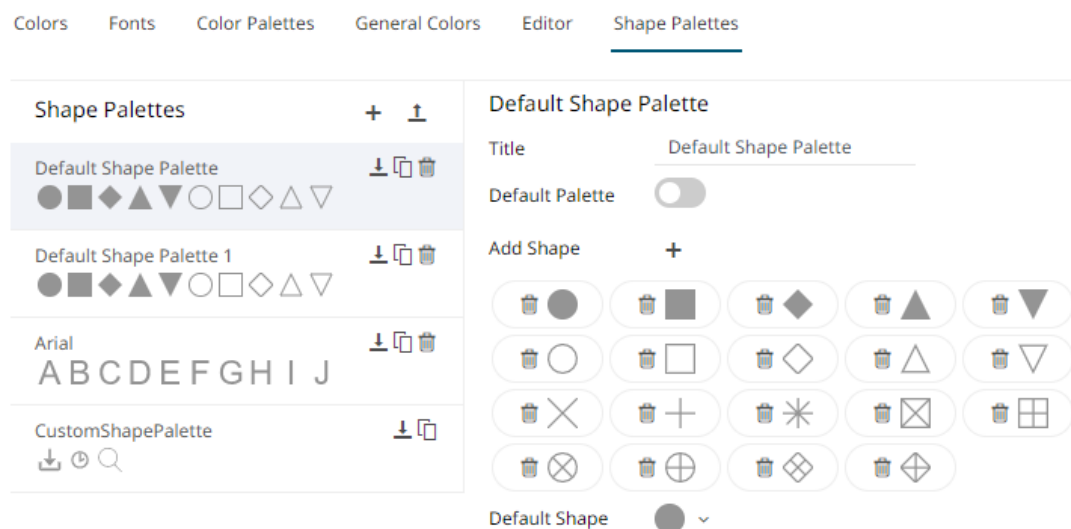 Colors Fonts Color Palettes General Colors Editor Shape Palettes
Shape Palettes
Default Shape Palette
Default Shape Palette 1
Arial
A B C D E F G H I J
CustomShapePalette
Default Shape Palette
Title Default Shape Palette
Default Palette
Add Shape
Default Shape